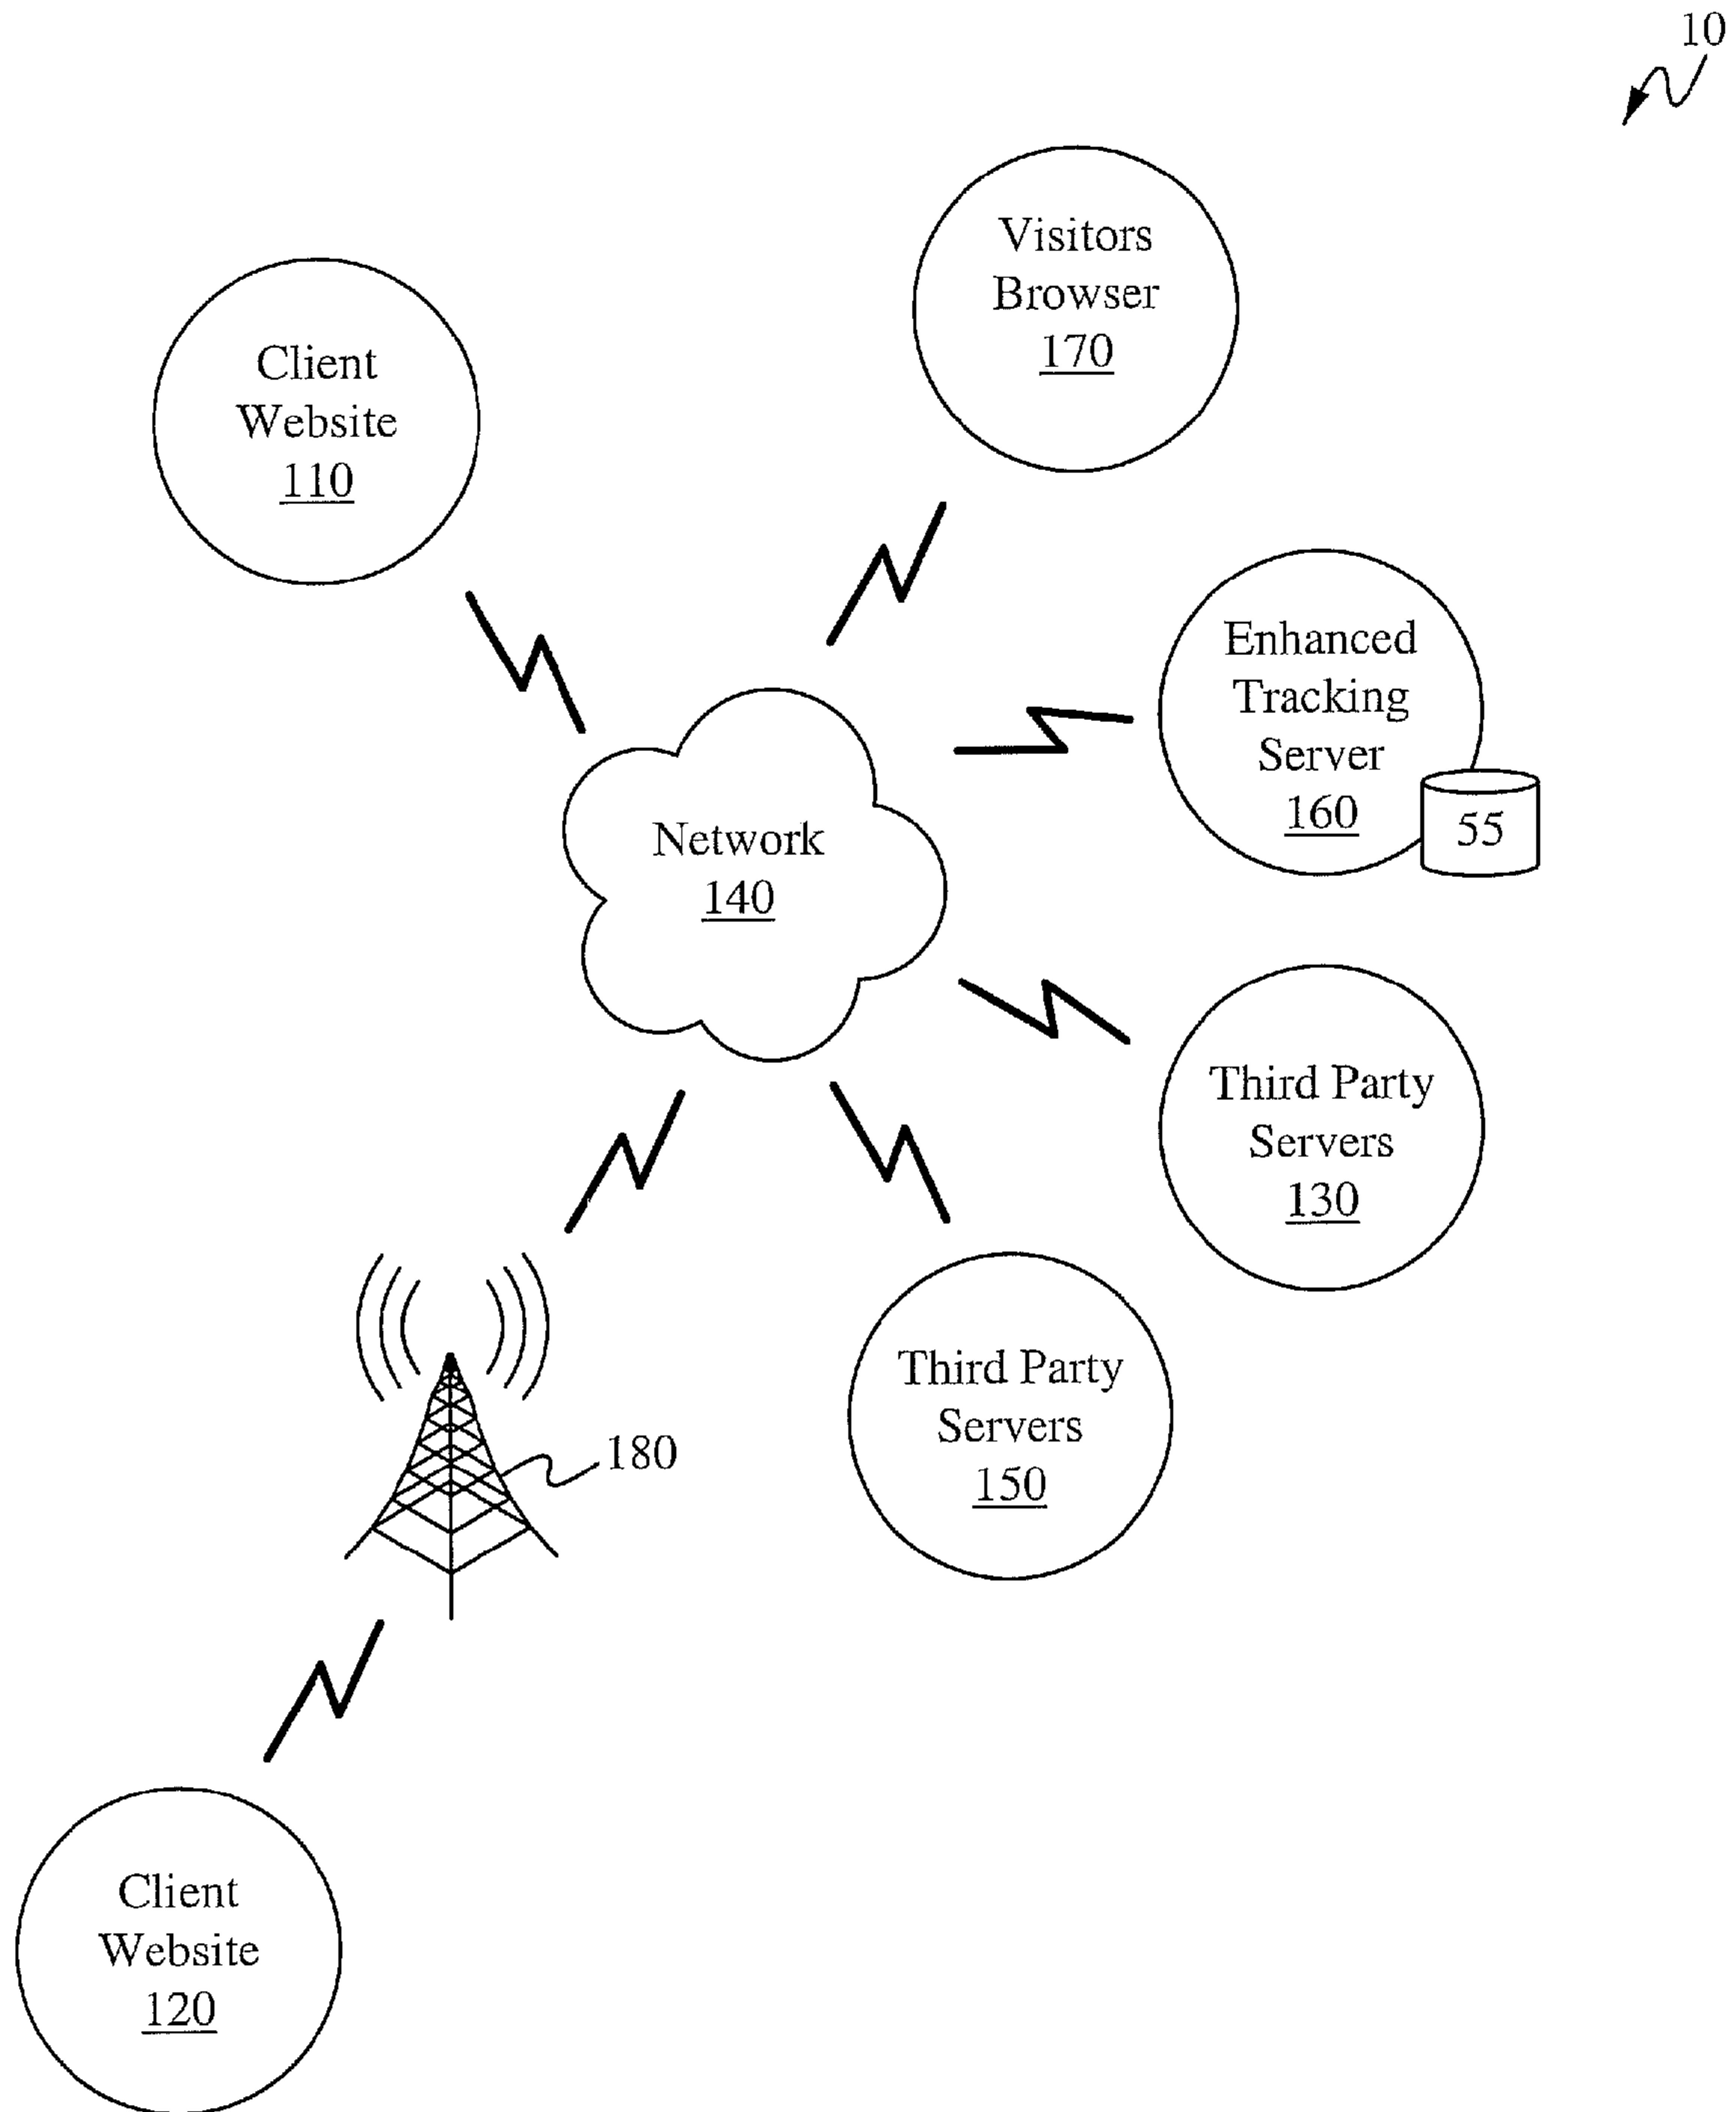 10
Visitors
Browser
170
Client
Website
110
Enhanced
Tracking
Server
160
55
Network
140
Third Party
Servers
130
Third Party
Servers
150
180
Client
Website
120